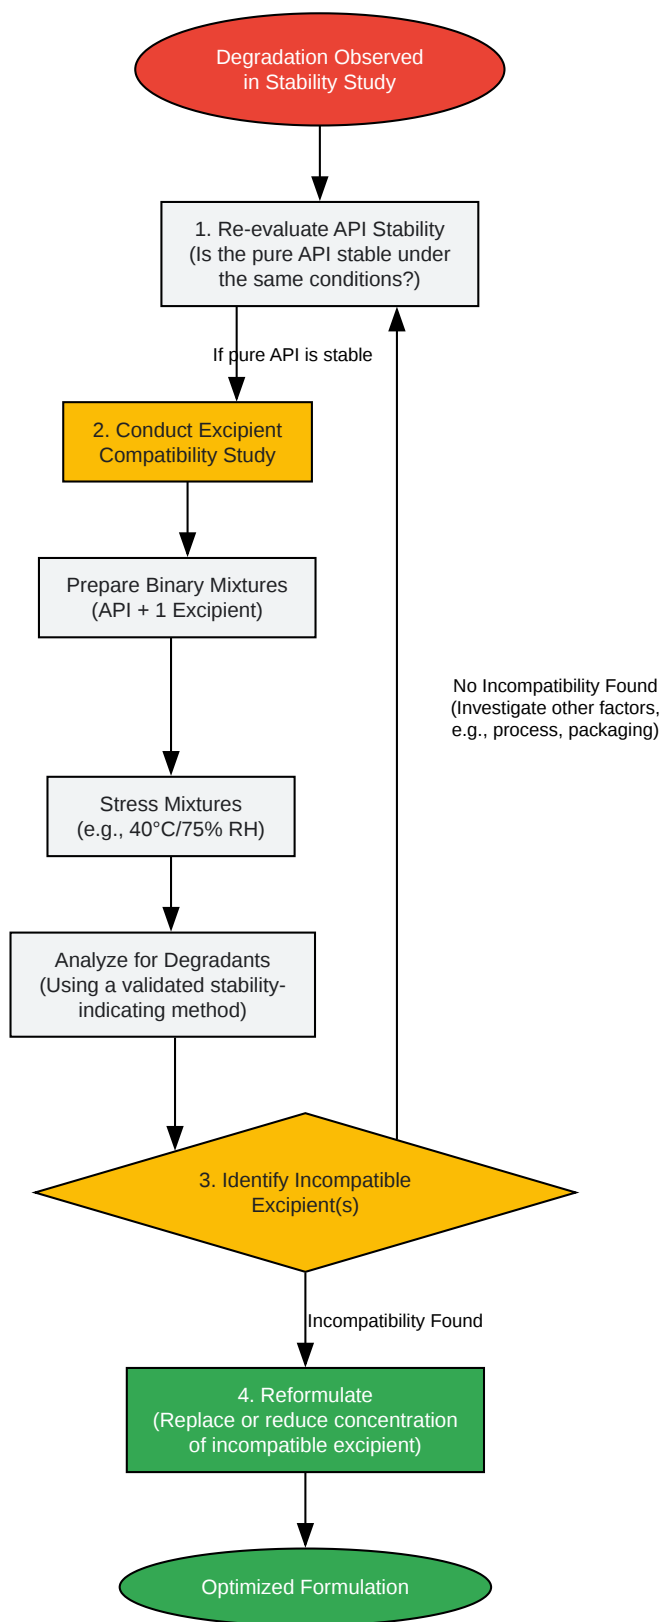 Degradation Observed
in Stability Study
1. Re-evaluate API Stability
(Is the pure API stable under
the same conditions?)
If pure API is stable
2. Conduct Excipient
Compatibility Study
Prepare Binary Mixtures
(API + 1 Excipient)
No Incompatibility Found
(Investigate other factors,
e.g., process, packaging)
Stress Mixtures
(e.g., 40°C/75% RH)
Analyze for Degradants
(Using a validated stability-
indicating method)
3. Identify Incompatible
Excipient(s)
Incompatibility Found
4. Reformulate
(Replace or reduce concentration
of incompatible excipient)
Optimized Formulation